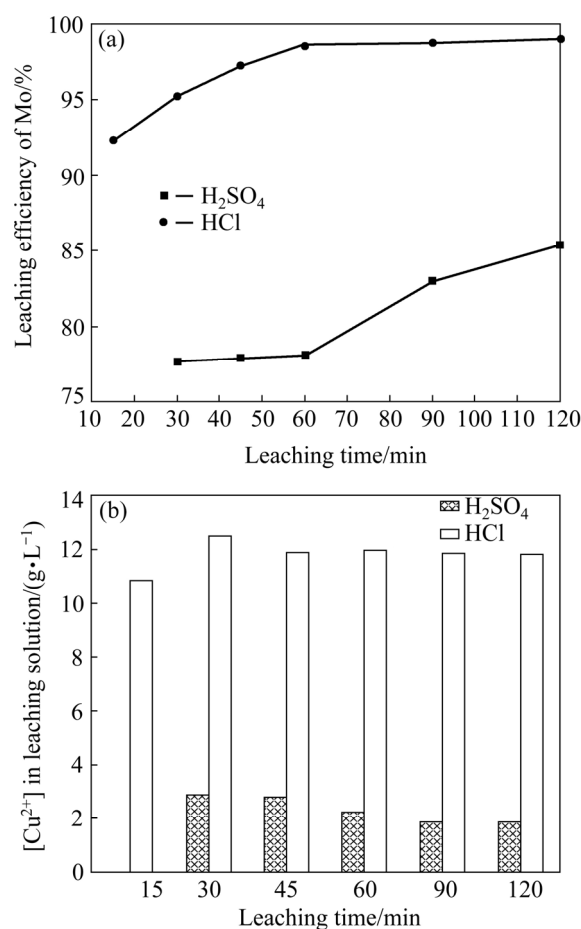 (a)
100
95
90
85
80
75
Leaching efficiency of Mo/%
H₂SO₄
HCl
10 20 30 40 50 60 70 80 90 100 110 120
Leaching time/min
(b)
14
12
10
8
6
4
2
0
[Cu²⁺] in leaching solution/(g•L⁻¹)
H₂SO₄
HCl
15 30 45 60 90 120
Leaching time/min